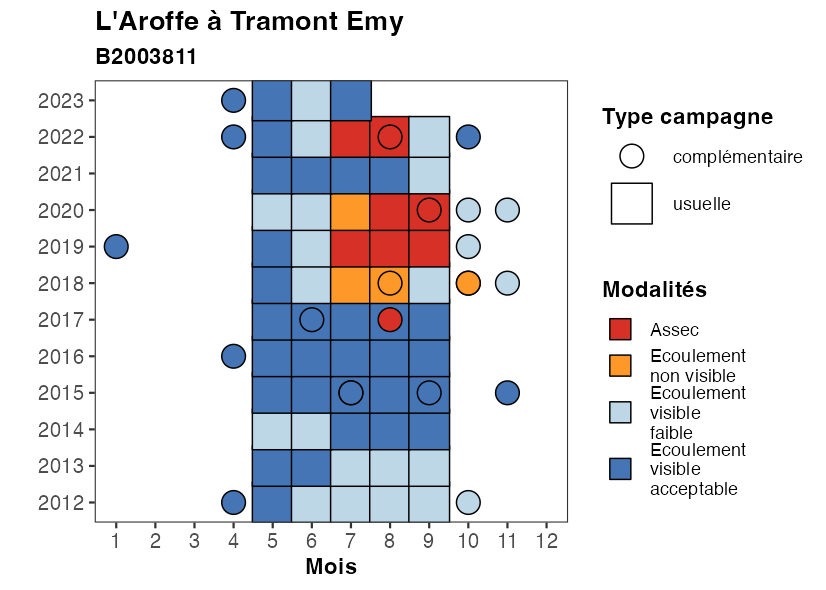 L'Aroffe à Tramont Emy
B2003811
2023
2022
2021
2020
2019
2018
2017
2016
2015
2014
2013
2012
1 2 3 4 5 6 7 8 9 10 11 12
Mois
Type campagne
complémentaire
usuelle
Modalités
Assec
Ecoulement
non visible
Ecoulement
visible
faible
Ecoulement
visible
acceptable